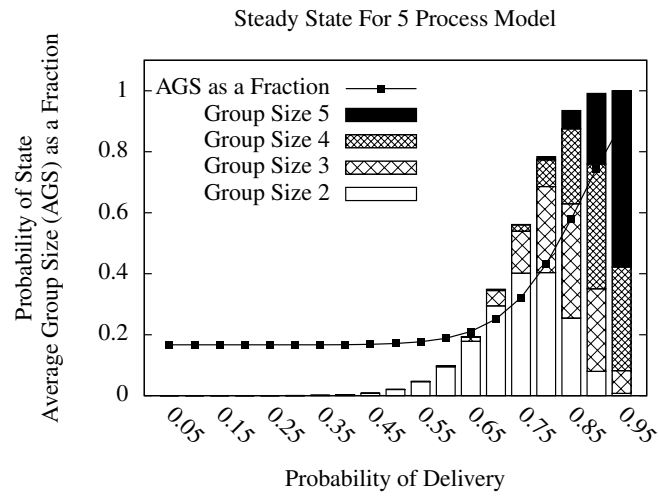 Steady State For 5 Process Model
Probability of State
Average Group Size (AGS) as a Fraction
1
0.8
0.6
0.4
0.2
0
AGS as a Fraction
Group Size 5
Group Size 4
Group Size 3
Group Size 2
0.05 0.15 0.25 0.35 0.45 0.55 0.65 0.75 0.85 0.95
Probability of Delivery